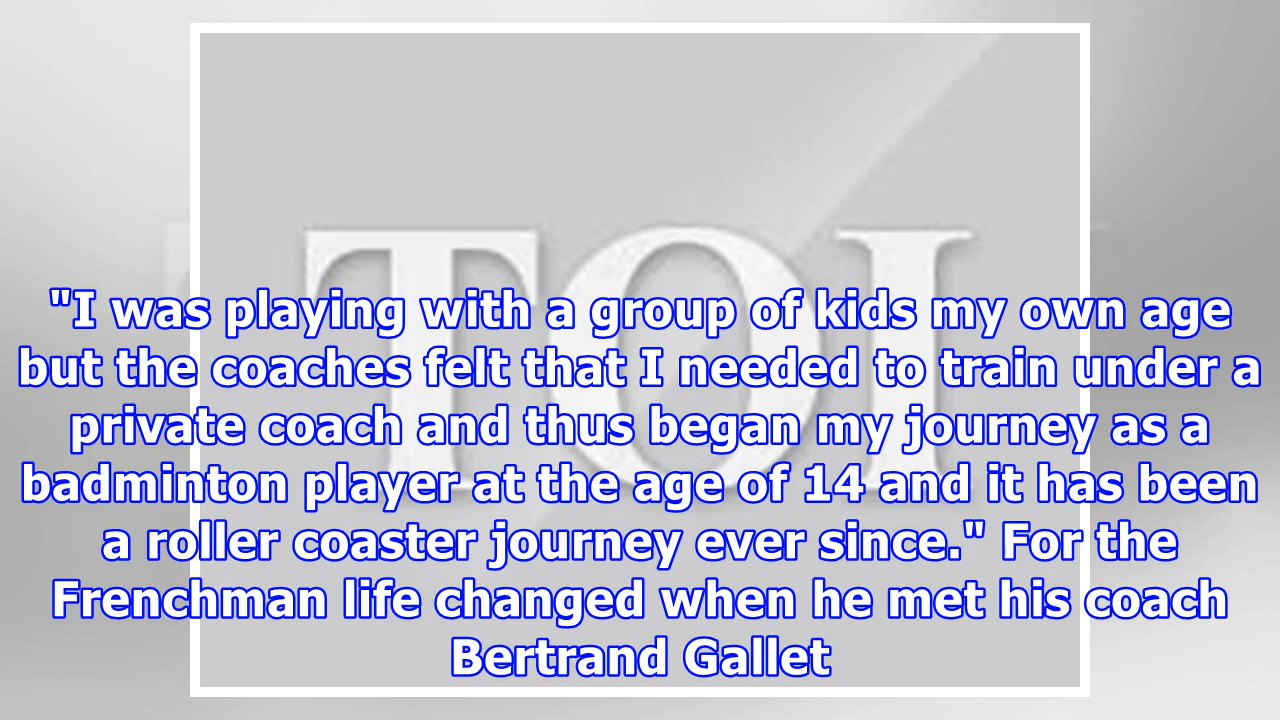 TOI
"I was playing with a group of kids my own age
but the coaches felt that I needed to train under a
private coach and thus began my journey as a
badminton player at the age of 14 and it has been
a roller coaster journey ever since." For the
Frenchman life changed when he met his coach
Bertrand Gallet